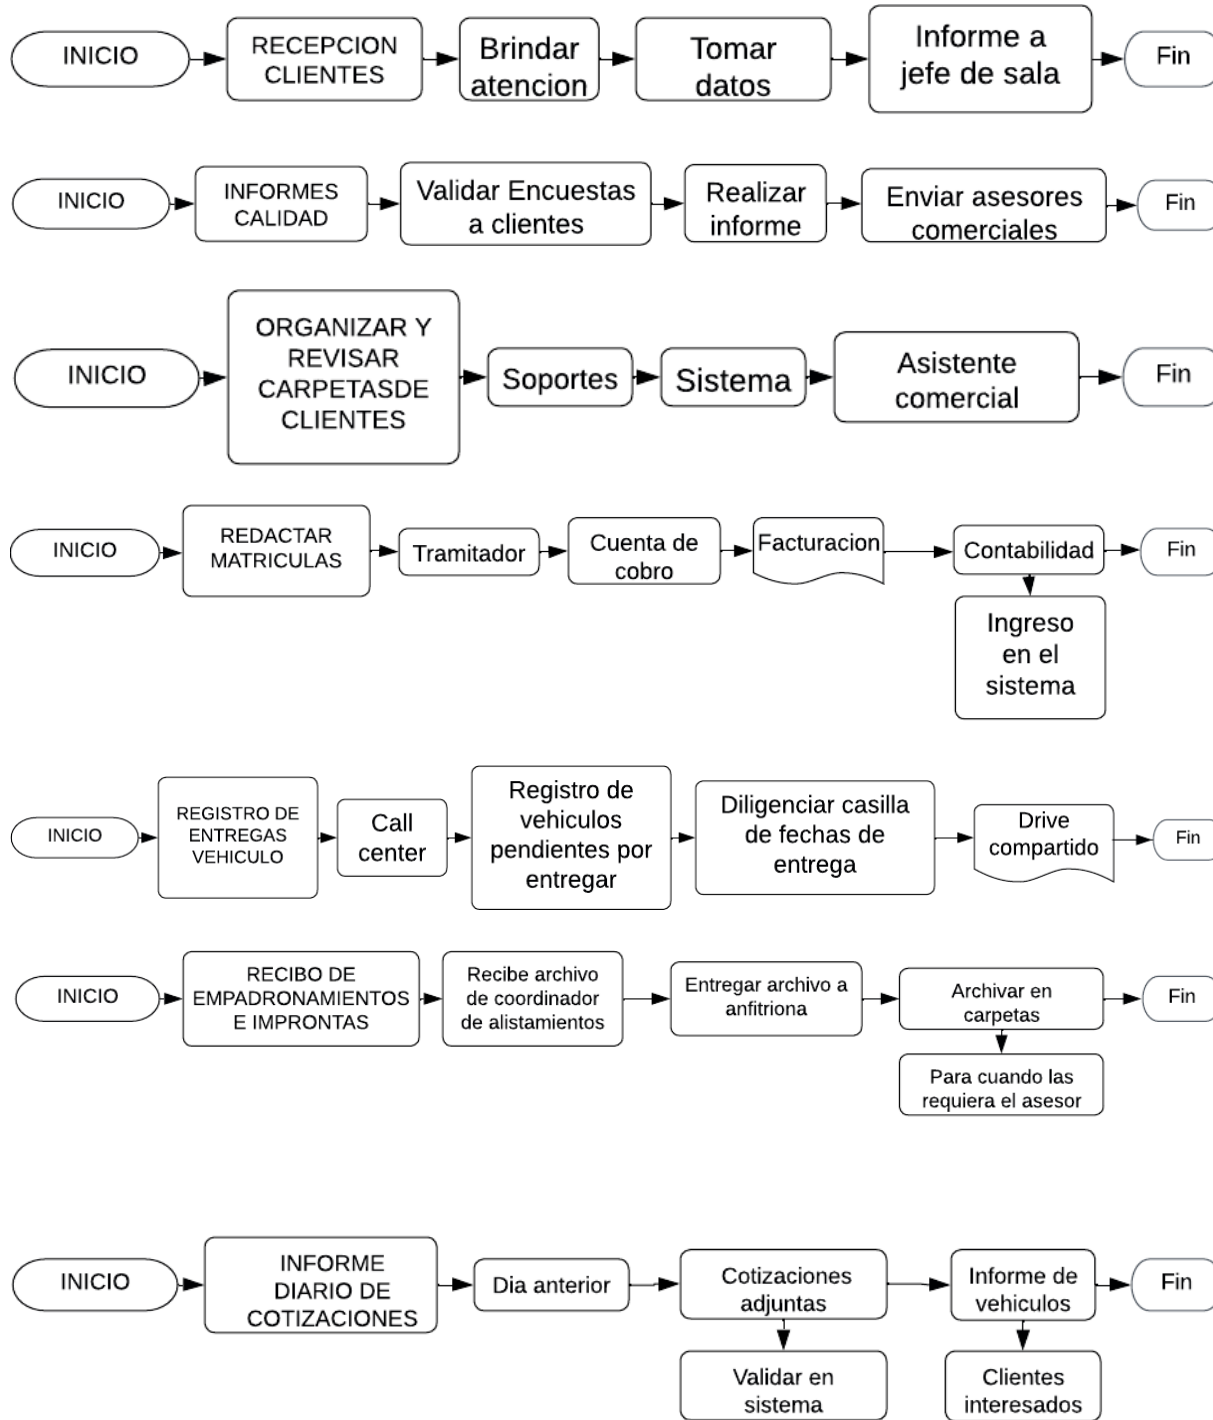 INICIO
RECEPCION
CLIENTES
Brindar
atencion
Tomar
datos
Informe a
jefe de sala
Fin
INICIO
INFORMES
CALIDAD
Validar Encuestas
a clientes
Realizar
informe
Enviar asesores
comerciales
Fin
INICIO
ORGANIZAR Y
REVISAR
CARPETASDE
CLIENTES
Soportes
Sistema
Asistente
comercial
Fin
INICIO
REDACTAR
MATRICULAS
Tramitador
Cuenta de
cobro
Facturacion
Contabilidad
Fin
Ingreso
en el
sistema
INICIO
REGISTRO DE
ENTREGAS
VEHICULO
Call
center
Registro de
vehiculos
pendientes por
entregar
Diligenciar casilla
de fechas de
entrega
Drive
compartido
Fin
INICIO
RECIBO DE
EMPADRONAMIENTOS
E IMPRONTAS
Recibe archivo
de coordinador
de alistamientos
Entregar archivo a
anfitriona
Archivar en
carpetas
Fin
Para cuando las
requiera el asesor
INICIO
INFORME
DIARIO DE
COTIZACIONES
Dia anterior
Cotizaciones
adjuntas
Informe de
vehiculos
Fin
Validar en
sistema
Clientes
interesados